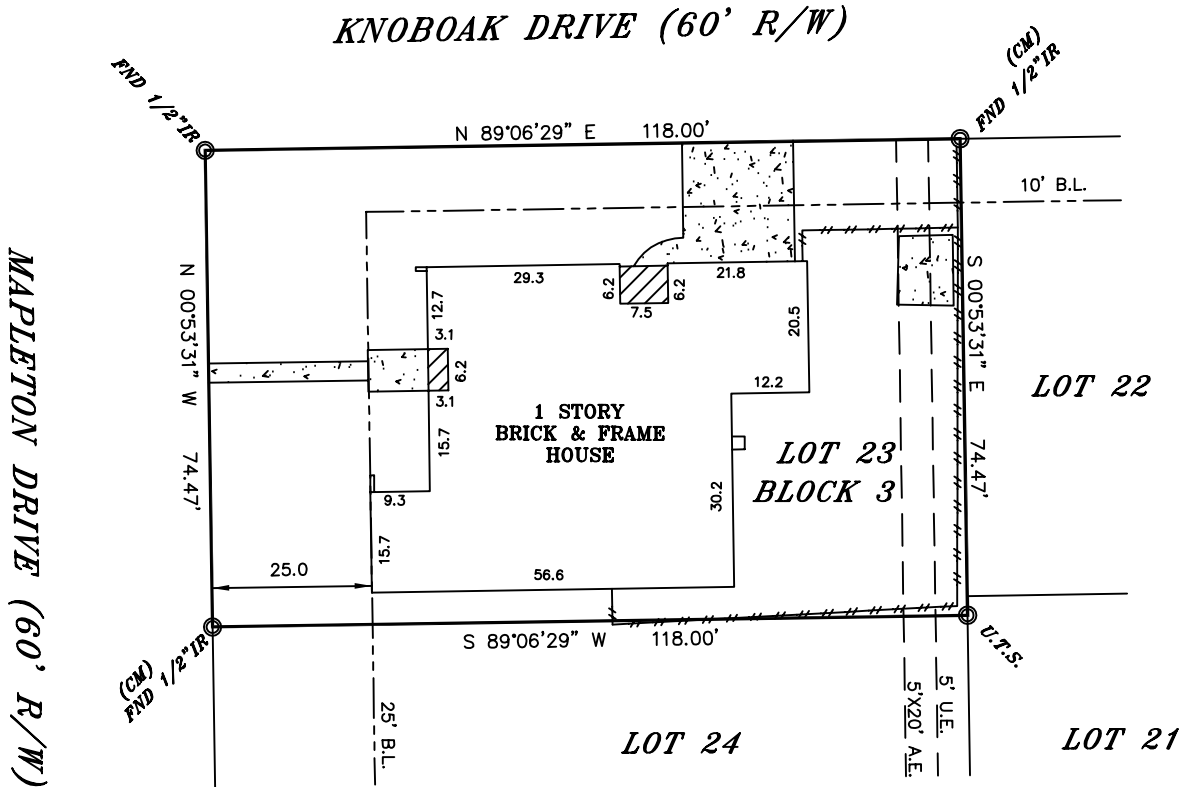 KNOBOAK DRIVE (60' R/W)
FND 1/2"IR
(CM)
FND 1/2"IR
N 89°06'29" E 118.00'
10' B.L.
MAPLETON DRIVE (60' R/W)
N 00°53'31" W 74.47'
S 00°53'31" E 74.47'
29.3
6.2
7.5
6.2
21.8
12.7
3.1
6.2
3.1
20.5
12.2
15.7
9.3
15.7
30.2
56.6
25.0
1 STORY
BRICK & FRAME
HOUSE
LOT 23
BLOCK 3
LOT 22
S 89°06'29" W 118.00'
(CM)
FND 1/2"IR
U.T.S.
25' B.L.
5'X20' A.E.
5' U.E.
LOT 24
LOT 21